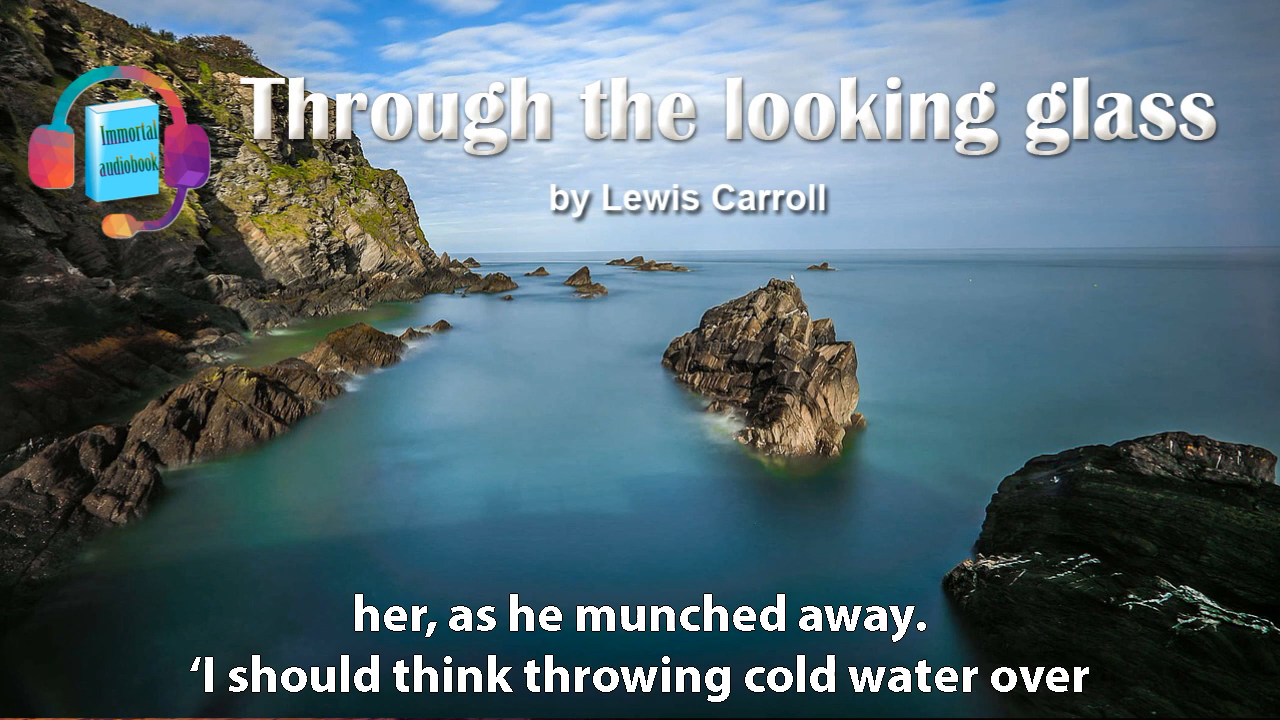 Through the looking glass
Immortal
audiobook
by Lewis Carroll
her, as he munched away.
‘I should think throwing cold water over